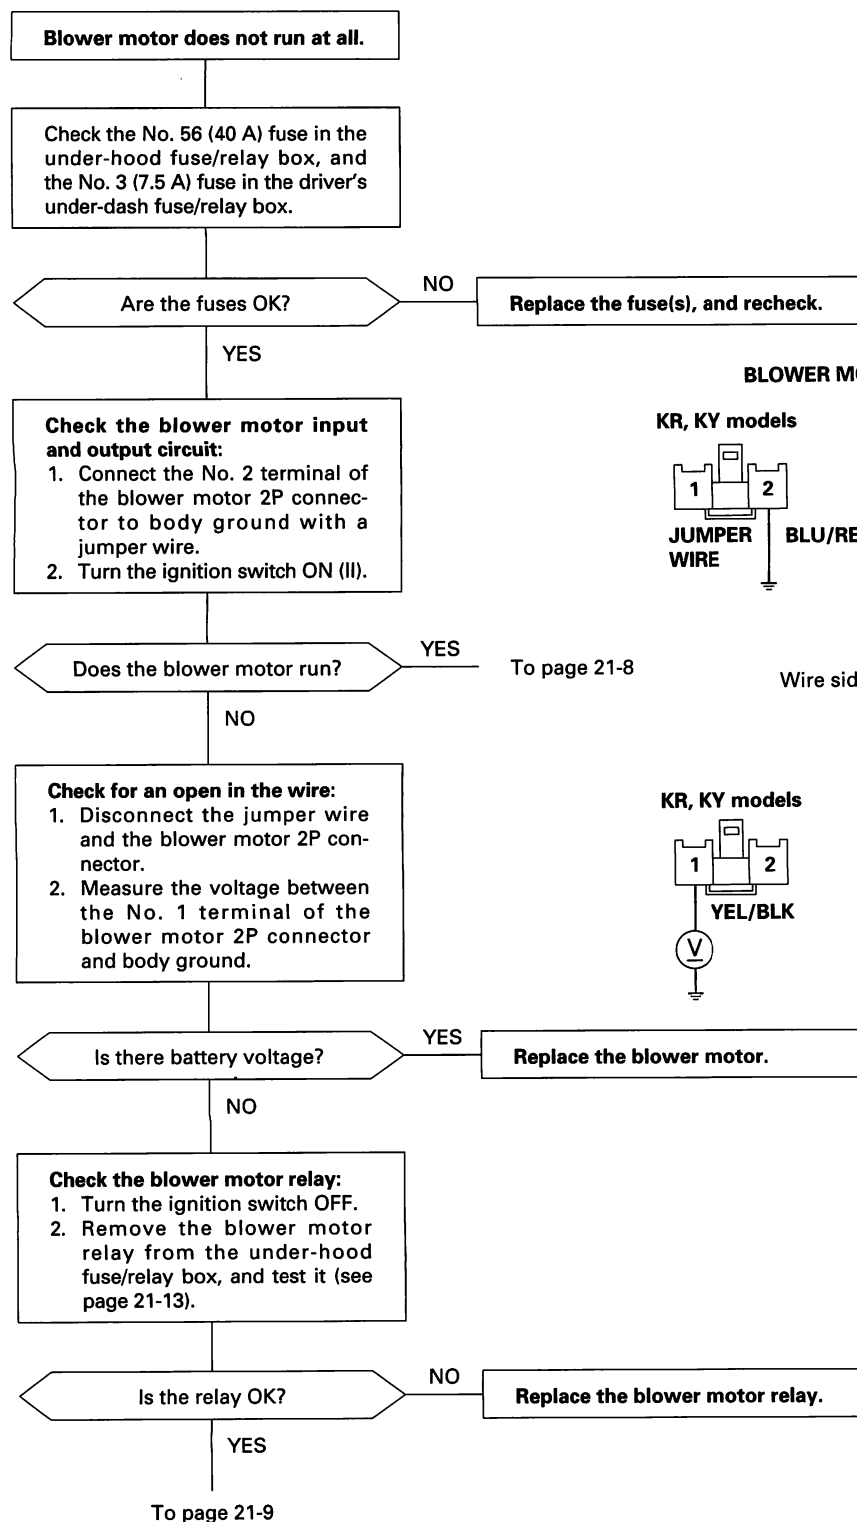 Blower motor does not run at all.
Check the No. 56 (40 A) fuse in the
under-hood fuse/relay box, and
the No. 3 (7.5 A) fuse in the driver's
under-dash fuse/relay box.
Are the fuses OK?
NO
Replace the fuse(s), and recheck.
YES
BLOWER MO
KR, KY models
1
2
JUMPER
WIRE
BLU/RE
Check the blower motor input
and output circuit:
1. Connect the No. 2 terminal of
the blower motor 2P connec-
tor to body ground with a
jumper wire.
2. Turn the ignition switch ON (II).
Does the blower motor run?
YES
To page 21-8
Wire sid
NO
Check for an open in the wire:
1. Disconnect the jumper wire
and the blower motor 2P con-
nector.
2. Measure the voltage between
the No. 1 terminal of the
blower motor 2P connector
and body ground.
KR, KY models
1
2
YEL/BLK
V
Is there battery voltage?
YES
Replace the blower motor.
NO
Check the blower motor relay:
1. Turn the ignition switch OFF.
2. Remove the blower motor
relay from the under-hood
fuse/relay box, and test it (see
page 21-13).
Is the relay OK?
NO
Replace the blower motor relay.
YES
To page 21-9